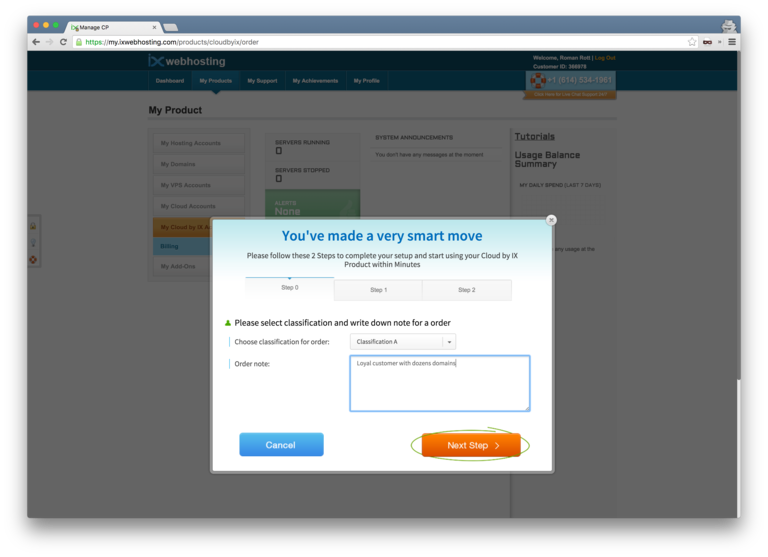 Manage CP
https://my.ixwebhosting.com/products/cloudbyix/order
ix webhosting
Welcome, Roman Rott | Log Out
Customer ID:
Dashboard My Products My Support My Achievements My Profile
+1 (614) 534-1961
My Product
My Hosting Accounts
My Domains
My VPS Accounts
My Cloud Accounts
My Cloud by IX A
Billing
My Add-Ons
SERVERS RUNNING
0
SERVERS STOPPED
0
ALERTS
None
SYSTEM ANNOUNCEMENTS
You don't have any messages at the moment.
Tutorials
Usage Balance
Summary
MY DAILY SPEND (LAST 7 DAYS)
any usage at the
You've made a very smart move
Please follow these 2 Steps to complete your setup and start using your Cloud by IX
Product within Minutes
Step 0 Step 1 Step 2
Please select classification and write down note for a order
Choose classification for order: Classification A
Order note: Loyal customer with dozens domains
Cancel Next Step